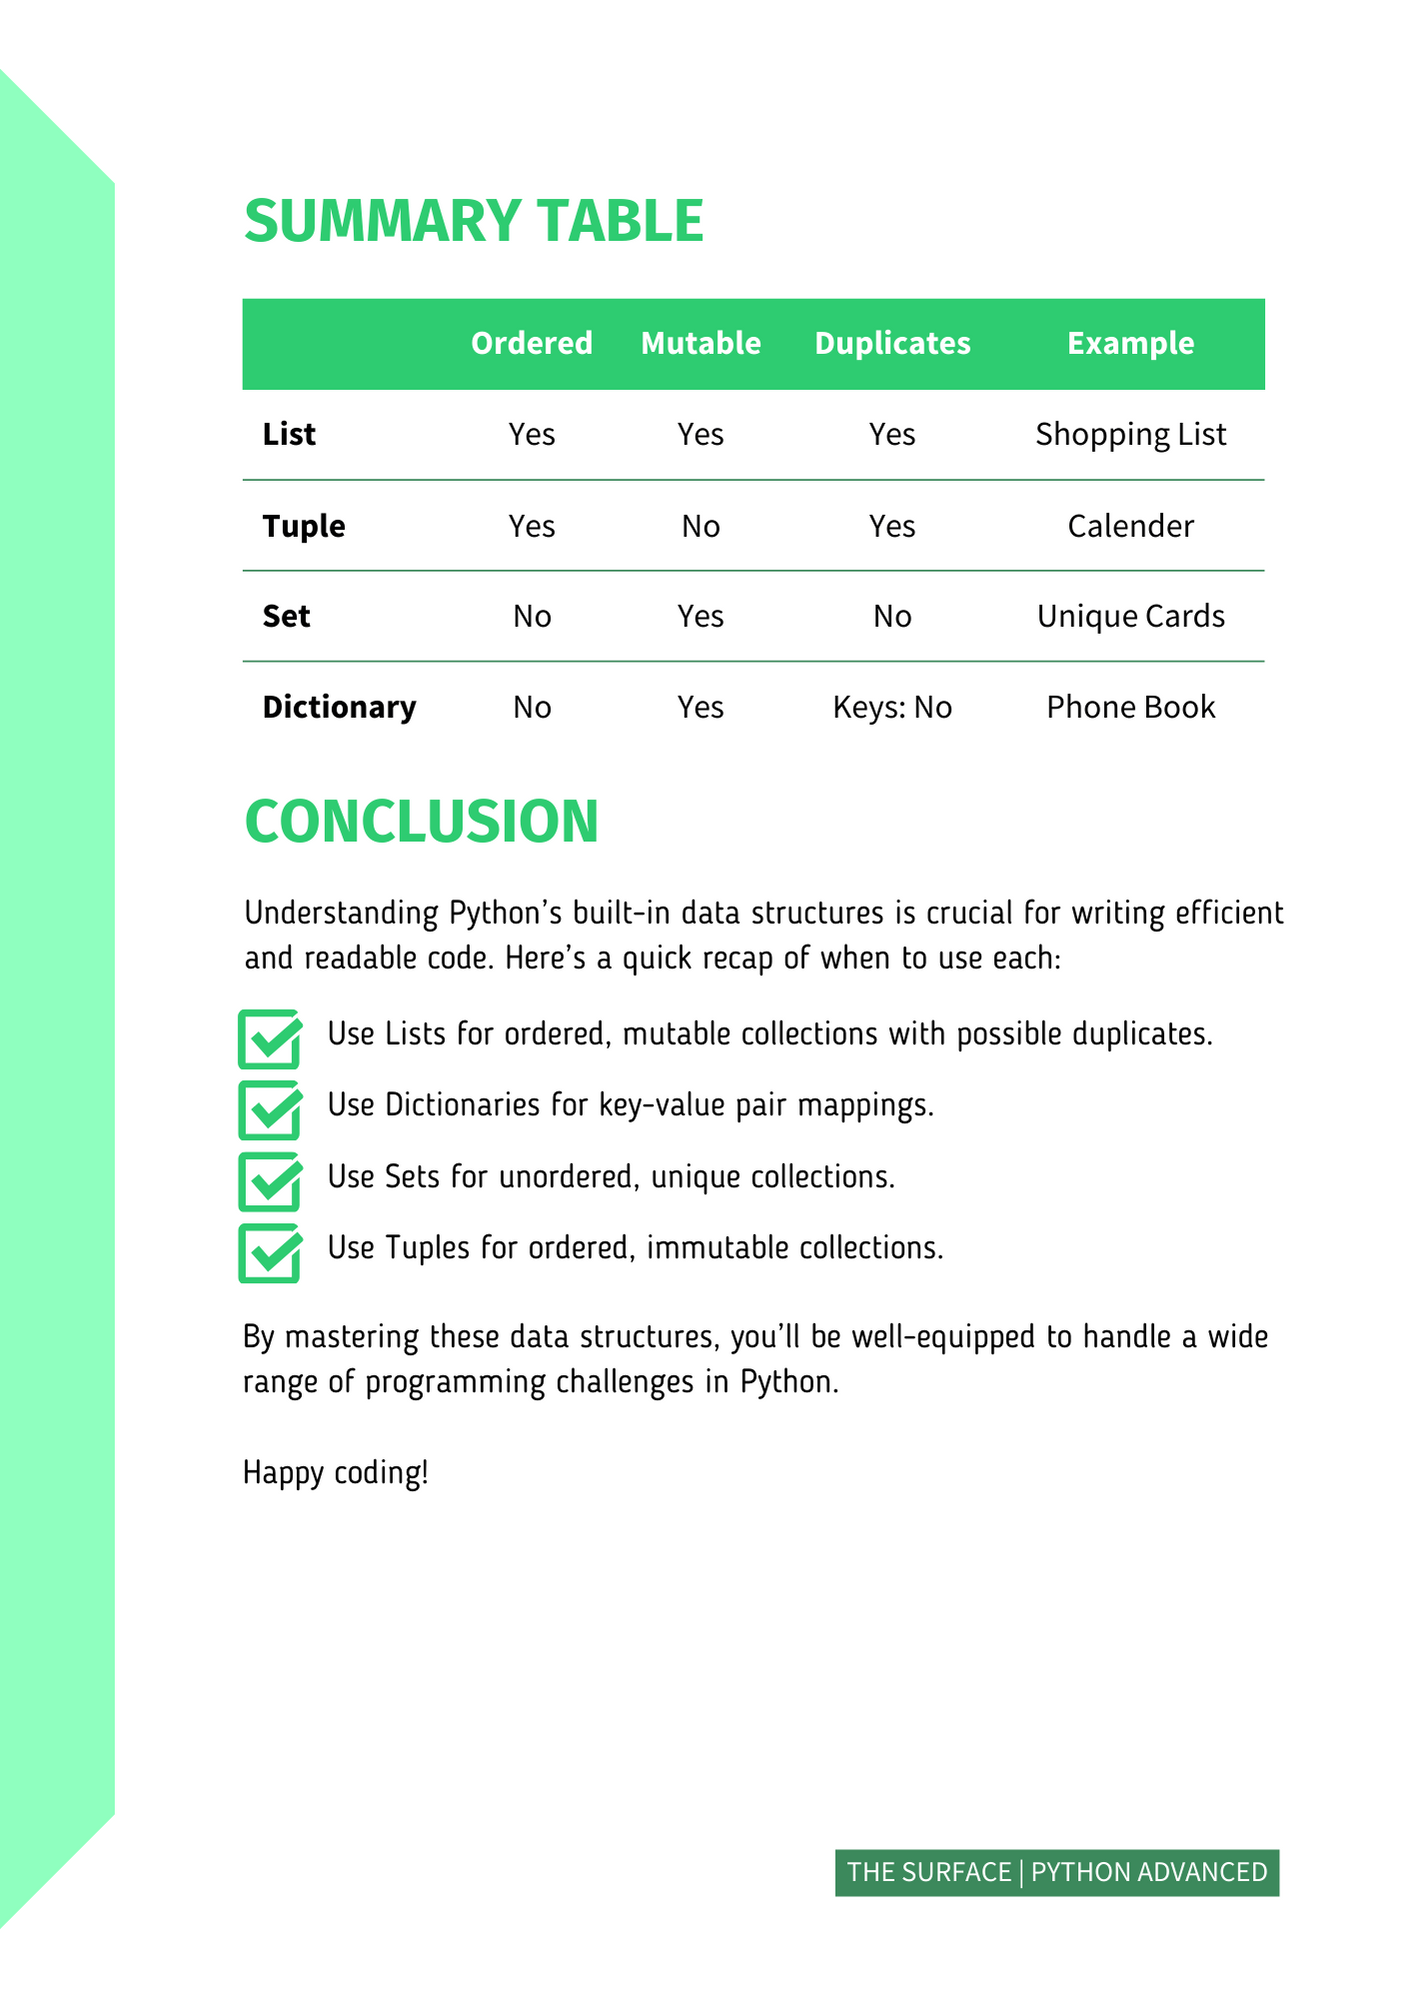 SUMMARY TABLE
Ordered Mutable Duplicates Example
List Yes Yes Yes Shopping List
Tuple Yes No Yes Calender
Set No Yes No Unique Cards
Dictionary No Yes Keys: No Phone Book
CONCLUSION
Understanding Python’s built-in data structures is crucial for writing efficient
and readable code. Here’s a quick recap of when to use each:
Use Lists for ordered, mutable collections with possible duplicates.
Use Dictionaries for key-value pair mappings.
Use Sets for unordered, unique collections.
Use Tuples for ordered, immutable collections.
By mastering these data structures, you’ll be well-equipped to handle a wide
range of programming challenges in Python.
Happy coding!
THE SURFACE | PYTHON ADVANCED